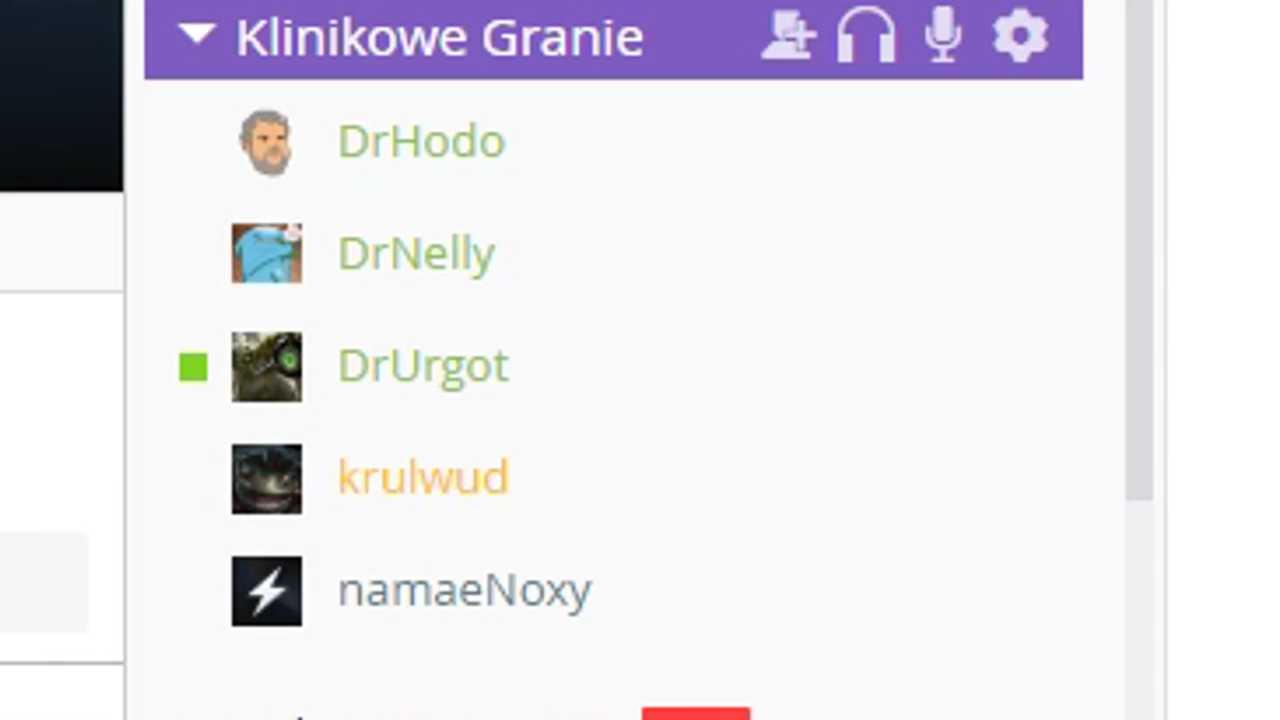 Klinikowe Granie
DrHodo
DrNelly
DrUrgot
krulwud
namaeNoxy